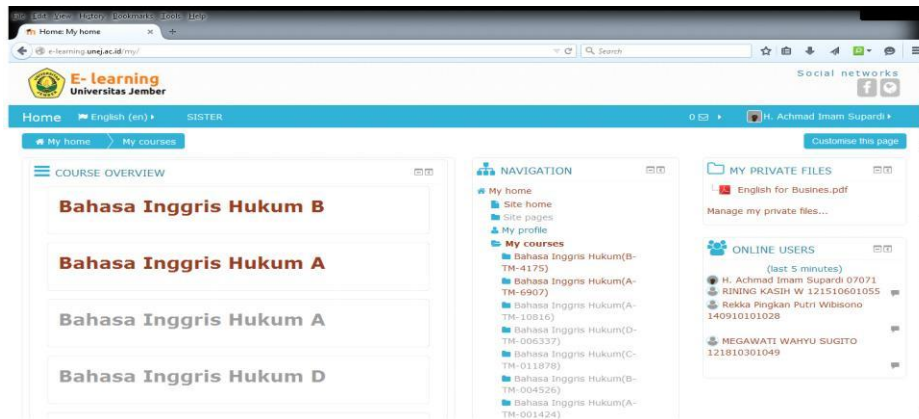 File Edit View History Bookmarks Tools Help
Home: My home
e-learning.unej.ac.id/my/
Search
E- learning
Universitas Jember
Social networks
Home English (en) SISTER 0 H. Achmad Imam Supardi
My home My courses Customise this page
COURSE OVERVIEW
Bahasa Inggris Hukum B
Bahasa Inggris Hukum A
Bahasa Inggris Hukum A
Bahasa Inggris Hukum D
NAVIGATION
My home
Site home
Site pages
My profile
My courses
Bahasa Inggris Hukum(B-
TM-4175)
Bahasa Inggris Hukum(A-
TM-6907)
Bahasa Inggris Hukum(A-
TM-10816)
Bahasa Inggris Hukum(D-
TM-006337)
Bahasa Inggris Hukum(C-
TM-011878)
Bahasa Inggris Hukum(B-
TM-004526)
Bahasa Inggris Hukum(A-
TM-001424)
MY PRIVATE FILES
English for Busines.pdf
Manage my private files...
ONLINE USERS
(last 5 minutes)
H. Achmad Imam Supardi 07071
RINING KASIH W 121510601055
Rekka Pingkan Putri Wibisono
140910101028
MEGAWATI WAHYU SUGITO
121810301049